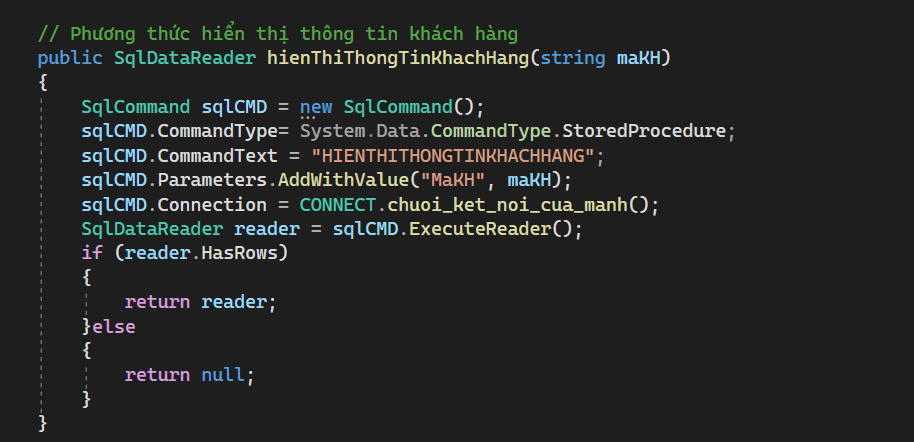 // Phương thức hiển thị thông tin khách hàng
public SqlDataReader hienThiThongTinKhachHang(string maKH)
{
SqlCommand sqlCMD = new SqlCommand();
sqlCMD.CommandType= System.Data.CommandType.StoredProcedure;
sqlCMD.CommandText = "HIENTHITHONGTINKHACHHANG";
sqlCMD.Parameters.AddWithValue("MaKH", maKH);
sqlCMD.Connection = CONNECT.chuoi_ket_noi_cua_manh();
SqlDataReader reader = sqlCMD.ExecuteReader();
if (reader.HasRows)
{
return reader;
}else
{
return null;
}
}